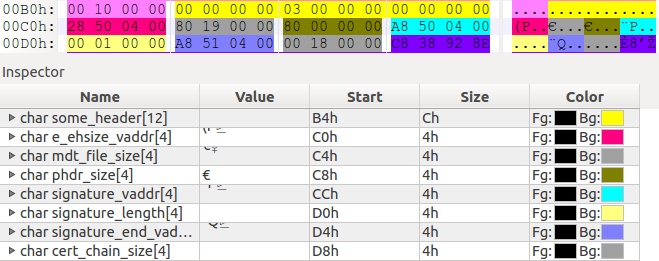 00B0h: 00 10 00 00 00 00 00 00 03 00 00 00 00 00 00 00 ................
00C0h: 28 50 04 00 80 19 00 00 80 00 00 00 A8 50 04 00 (P..€...€...¨P..
00D0h: 00 01 00 00 A8 51 04 00 00 18 00 00 C8 38 92 8E ....¨Q......È8'Ž
Inspector
Name Value Start Size Color
char some_header[12] B4h Ch Fg: Bg:
char e_ehsize_vaddr[4] C0h 4h Fg: Bg:
char mdt_file_size[4] C4h 4h Fg: Bg:
char phdr_size[4] € C8h 4h Fg: Bg:
char signature_vaddr[4] CCh 4h Fg: Bg:
char signature_length[4] D0h 4h Fg: Bg:
char signature_end_vad... D4h 4h Fg: Bg:
char cert_chain_size[4] D8h 4h Fg: Bg: